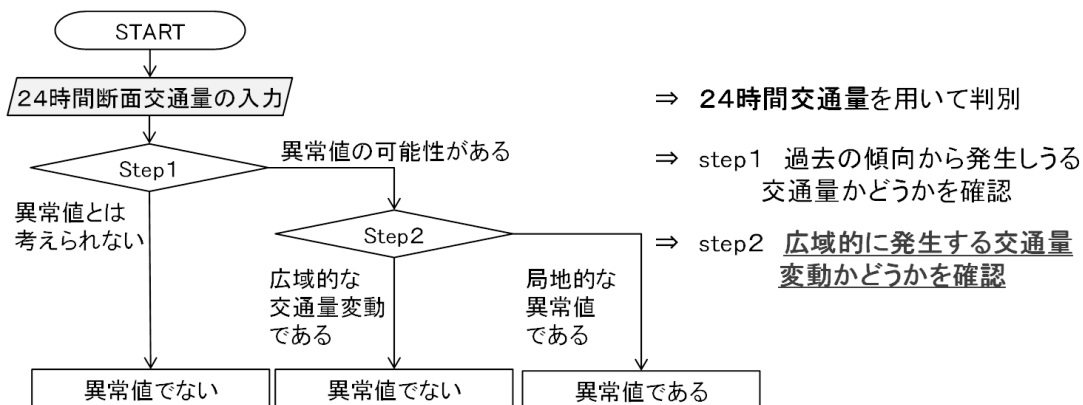 START
24時間断面交通量の入力
Step1
異常値の可能性がある
異常値とは
考えられない
Step2
広域的な
交通量変動
である
局地的な
異常値
である
異常値でない
異常値でない
異常値である
⇒ 24時間交通量を用いて判別
⇒ step1 過去の傾向から発生しうる
交通量かどうかを確認
⇒ step2 広域的に発生する交通量
変動かどうかを確認